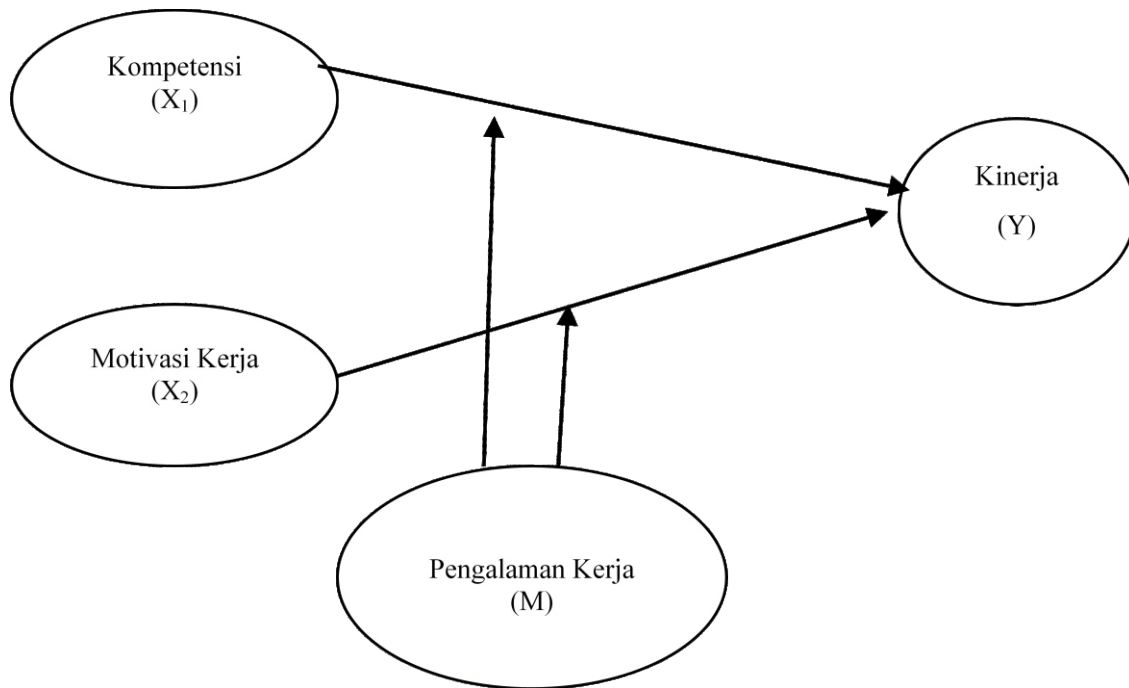 Kompetensi
(X₁)
Kinerja
(Y)
Motivasi Kerja
(X₂)
Pengalaman Kerja
(M)